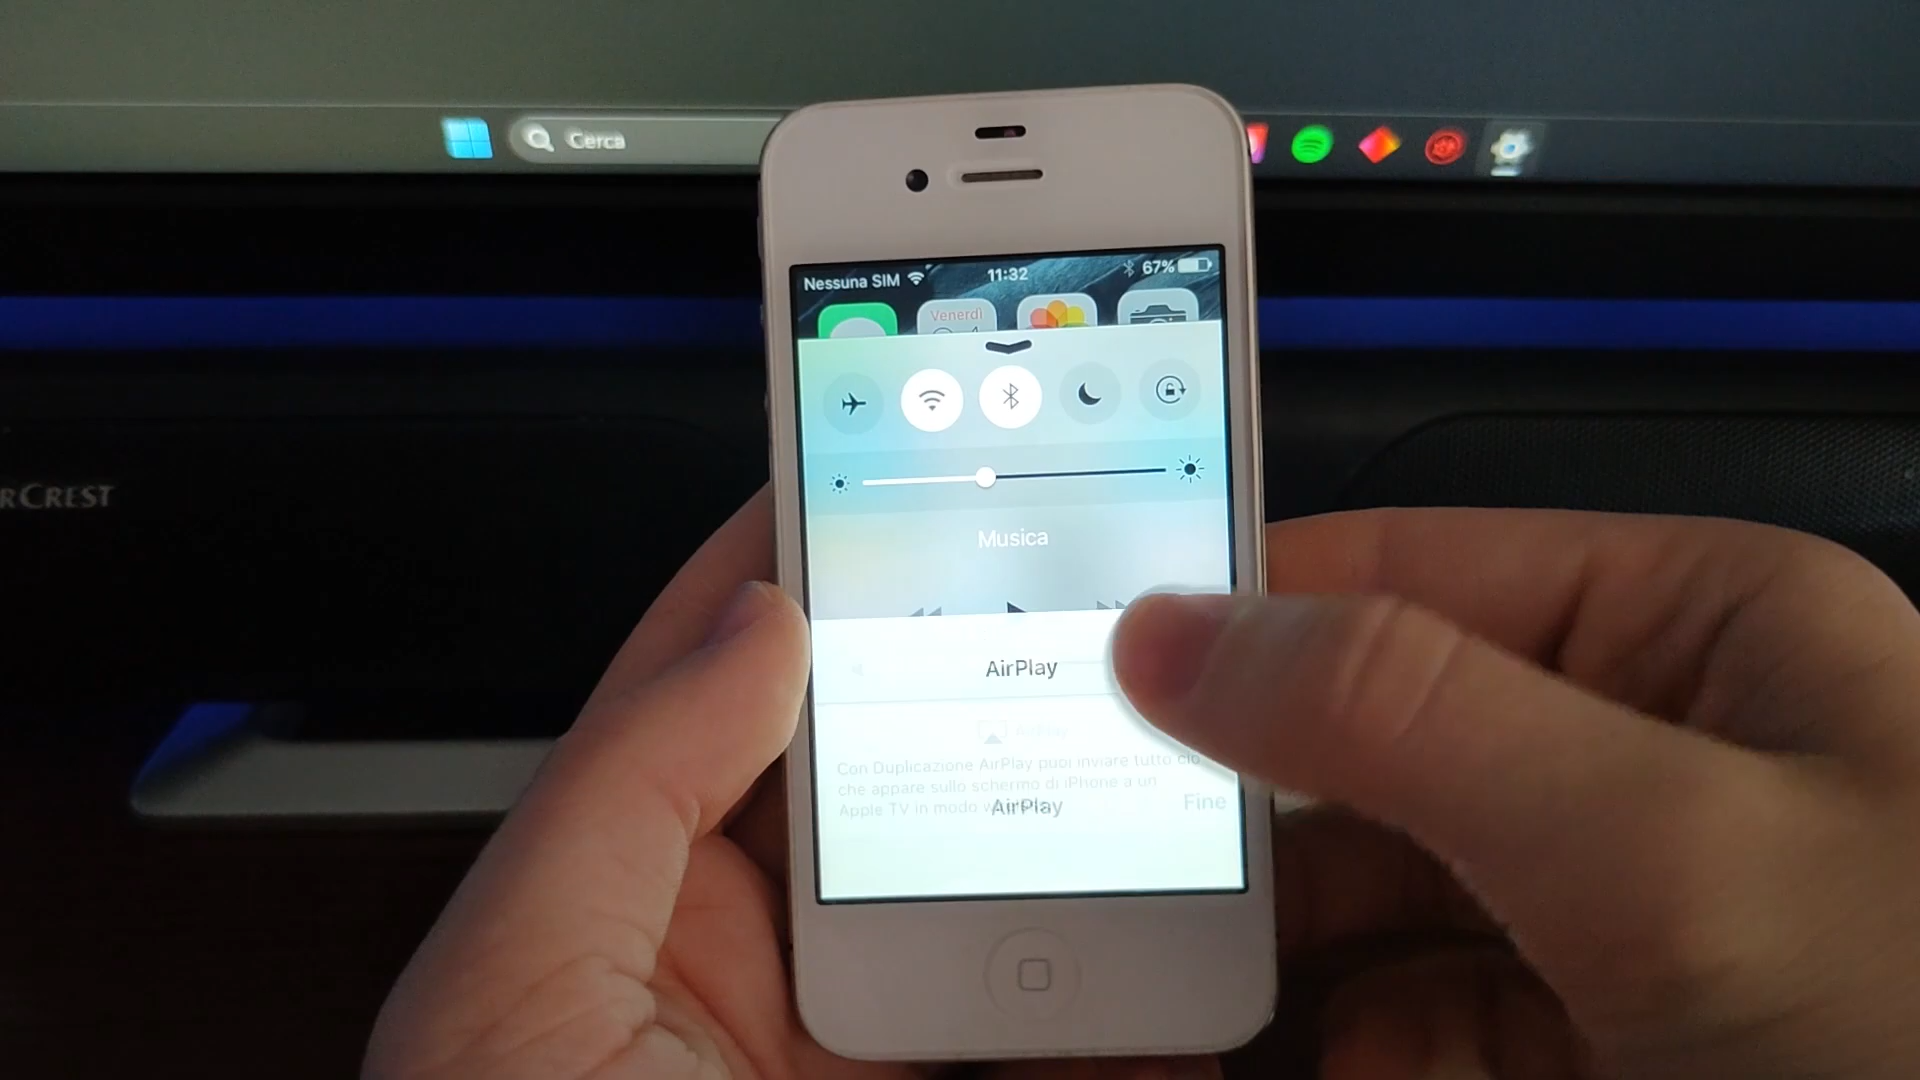 Cerca
RCREST
Nessuna SIM 11:32 67%
Venerdì
Musica
AirPlay
AirPlay
Con Duplicazione AirPlay puoi inviare tutto ciò
che appare sullo schermo di iPhone a un
Apple TV in modo
AirPlay Fine